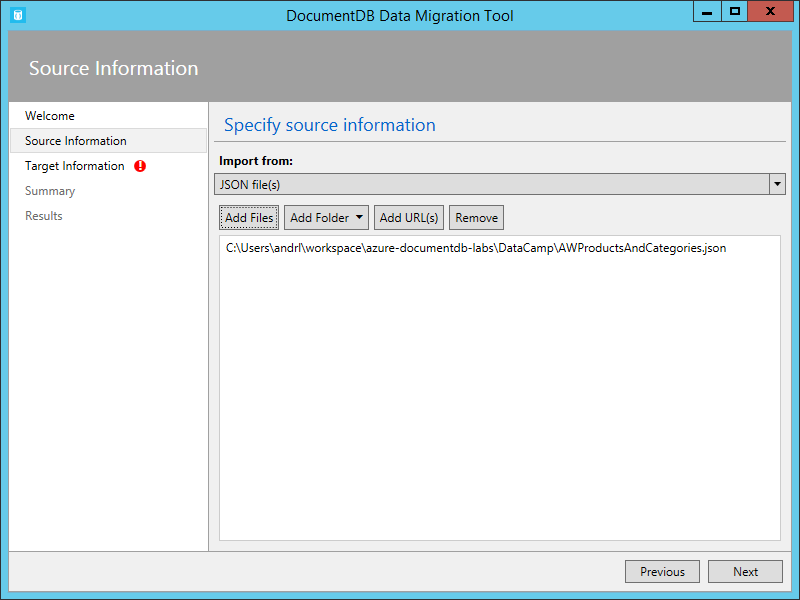 DocumentDB Data Migration Tool
Source Information
Welcome
Source Information
Target Information
Summary
Results
Specify source information
Import from:
JSON file(s)
Add Files Add Folder Add URL(s) Remove
C:\Users\andrl\workspace\azure-documentdb-labs\DataCamp\AWProductsAndCategories.json
Previous Next